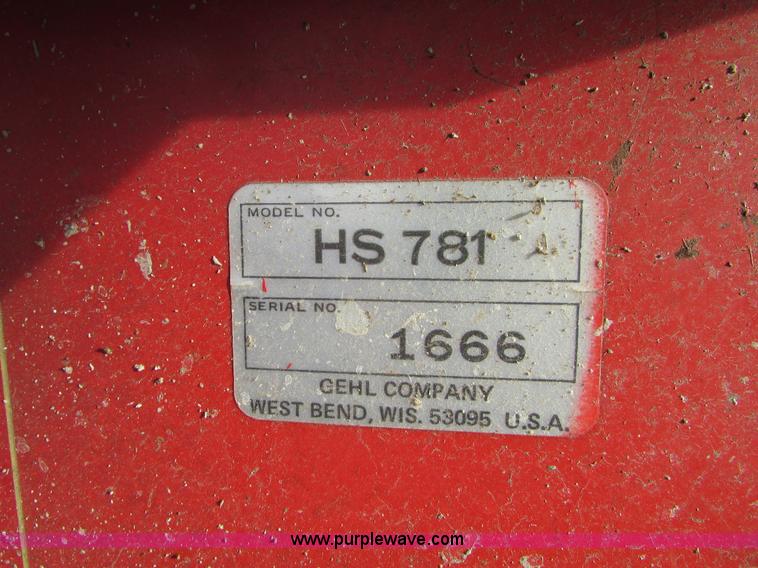 MODEL NO.
HS 781
SERIAL NO.
1666
GEHL COMPANY
WEST BEND, WIS. 53095 U.S.A.
www.purplewave.com